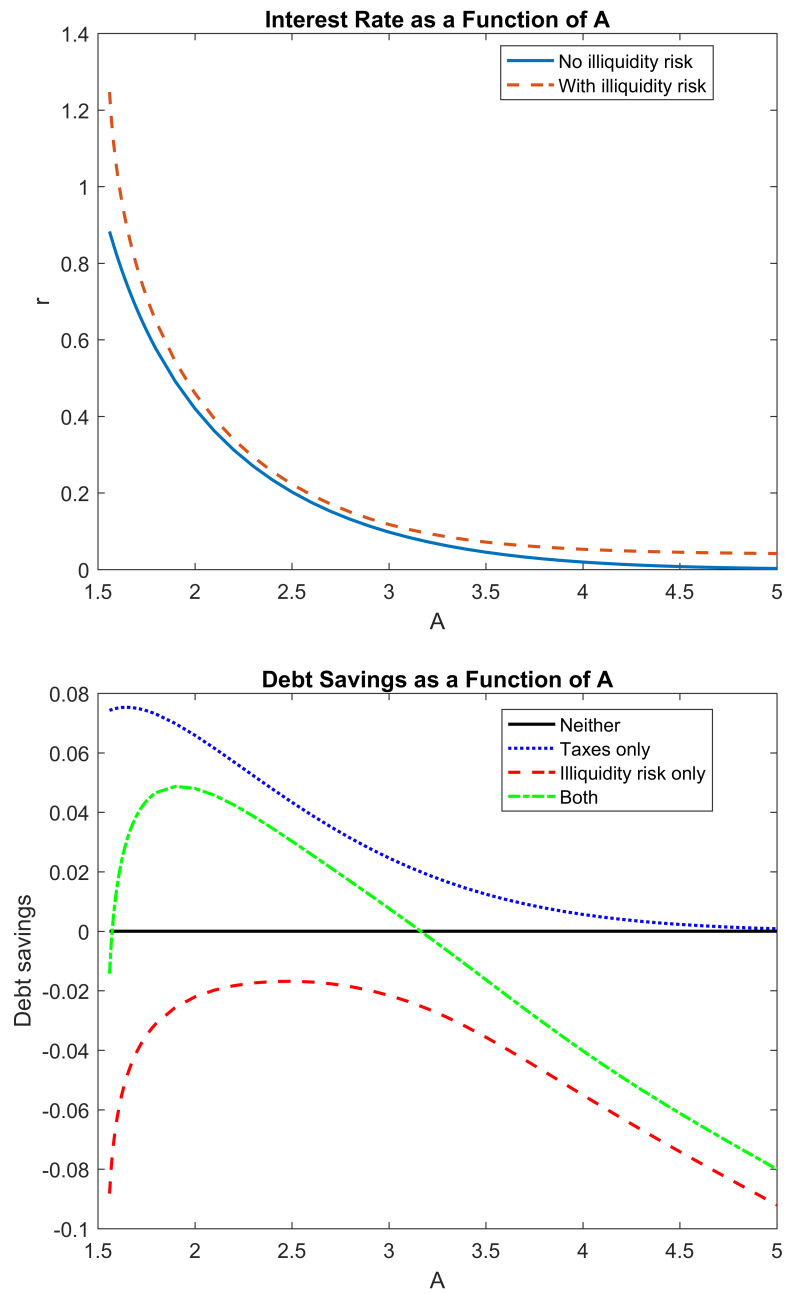 Interest Rate as a Function of A
1.4
1.2
1
0.8
0.6
0.4
0.2
0
r
No illiquidity risk
With illiquidity risk
1.5 2 2.5 3 3.5 4 4.5 5
A
Debt Savings as a Function of A
0.08
0.06
0.04
0.02
0
-0.02
-0.04
-0.06
-0.08
-0.1
Debt savings
Neither
Taxes only
Illiquidity risk only
Both
1.5 2 2.5 3 3.5 4 4.5 5
A